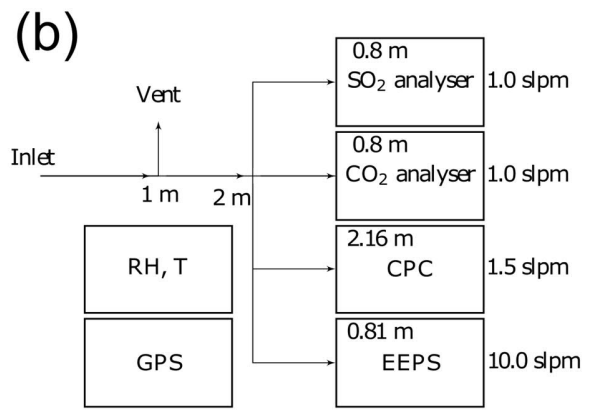 (b)
0.8 m
SO₂ analyser 1.0 slpm
Vent
0.8 m
Inlet
CO₂ analyser 1.0 slpm
1 m 2 m
2.16 m
RH, T
CPC 1.5 slpm
0.81 m
GPS
EEPS 10.0 slpm